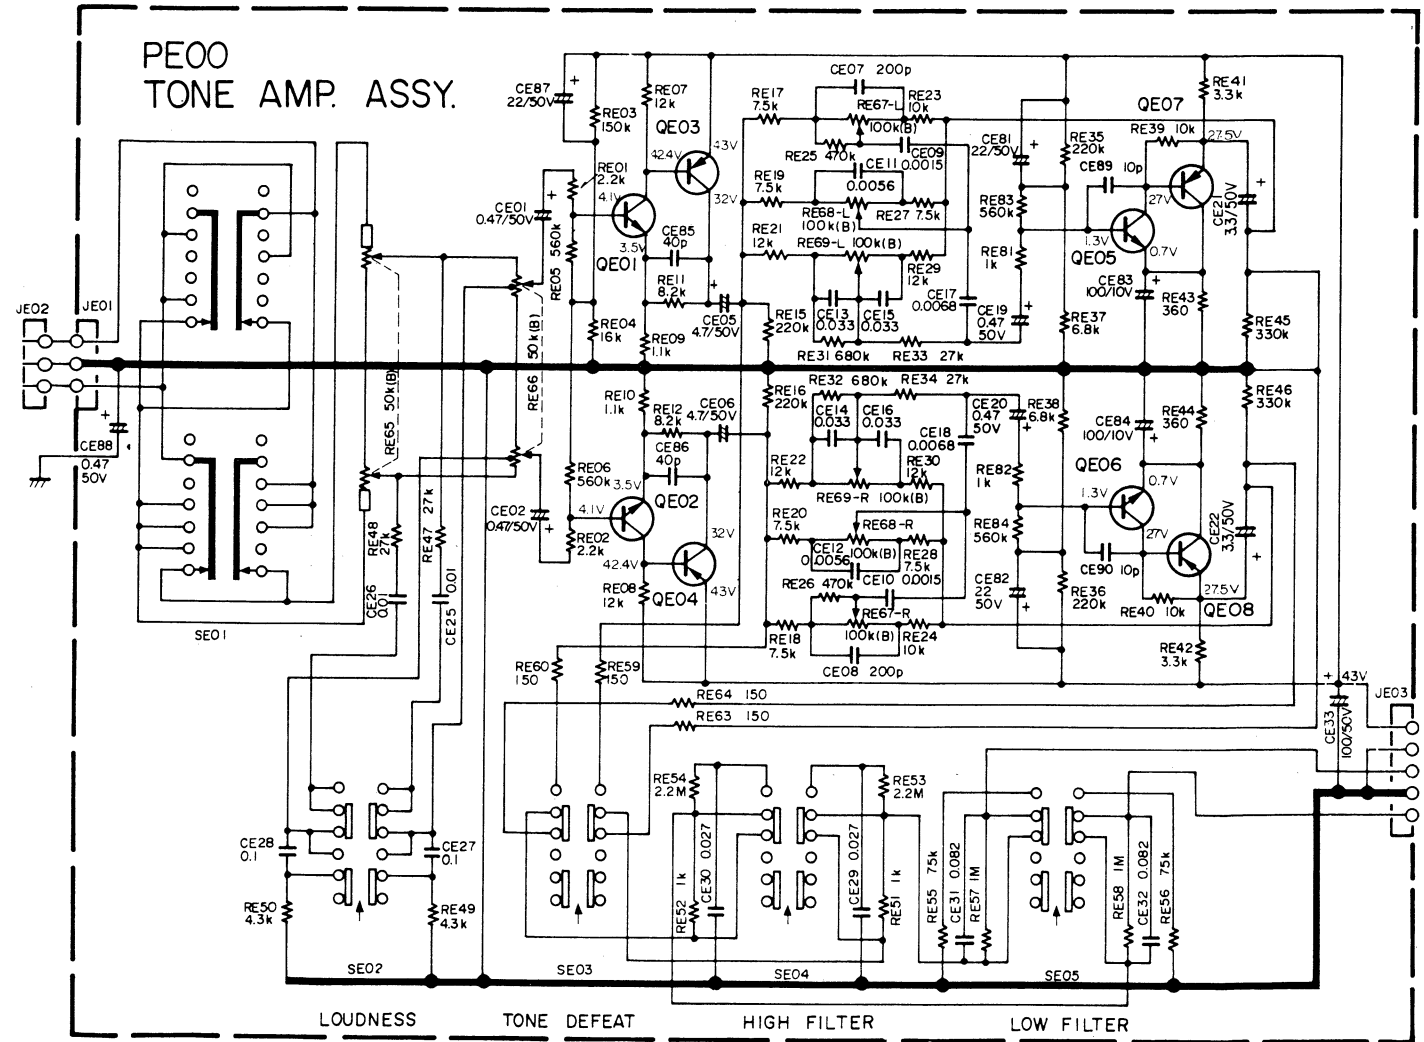 PE00
TONE AMP. ASSY.
CE87
22/50V
RE03
150k
RE07
12k
QE03
43V
42.4V
32V
RE01
2.2k
4.1V
CE01
0.47/50V
RE05 560k
3.5V
QE01
CE85
40p
RE11
8.2k
CE05
4.7/50V
RE04
16k
RE09
1.1k
CE07 200p
RE17
7.5k
RE67-L
100k(B)
RE23
10k
RE25 470k
CE09
0.0015
CE11
0.0056
RE19
7.5k
RE68-L
100k(B)
RE27 7.5k
RE21
12k
RE69-L 100k(B)
RE29
12k
CE13
0.033
CE15
0.033
CE17
0.0068
RE15
220k
RE31 680k
RE33 27k
CE81
22/50V
RE35
220k
RE83
560k
RE81
1k
CE19
0.47
50V
RE37
6.8k
QE07
RE41
3.3k
RE39 10k
27.5V
CE89
10p
27V
1.3V
QE05
0.7V
CE21
3.3/50V
CE83
100/10V
RE43
360
RE45
330k
JE02
JE01
CE88
0.47
50V
RE65 50k(B)
RE66 50k(B)
RE10
1.1k
RE12
8.2k
CE06
4.7/50V
CE86
40p
RE06
560k
3.5V
QE02
4.1V
CE02
0.47/50V
RE02
2.2k
42.4V
32V
43V
RE08
12k
QE04
RE16
220k
RE32 680k
RE34 27k
CE14
0.033
CE16
0.033
CE18
0.0068
RE22
12k
RE30
12k
RE69-R 100k(B)
RE20
7.5k
RE68-R
100k(B)
CE12
0.0056
RE28
7.5k
RE26 470k
CE10
0.0015
RE67-R
100k(B)
RE18
7.5k
RE24
10k
CE08 200p
CE20
0.47
50V
RE38
6.8k
RE82
1k
RE84
560k
CE82
22
50V
RE36
220k
CE84
100/10V
RE44
360
RE46
330k
QE06
0.7V
1.3V
27V
CE22
3.3/50V
CE90 10p
27.5V
RE40 10k
QE08
RE42
3.3k
RE48
27k
RE47 27k
CE26
0.01
CE25 0.01
SE01
RE60
150
RE59
150
RE64 150
RE63 150
43V
JE03
CE33
100/50V
RE54
2.2M
RE53
2.2M
CE28
0.1
CE27
0.1
RE50
4.3k
RE49
4.3k
RE52 1k
CE30 0.027
CE29 0.027
RE51 1k
RE55 75k
CE31 0.082
RE57 1M
RE58 1M
CE32 0.082
RE56 75k
SE02
SE03
SE04
SE05
LOUDNESS
TONE DEFEAT
HIGH FILTER
LOW FILTER